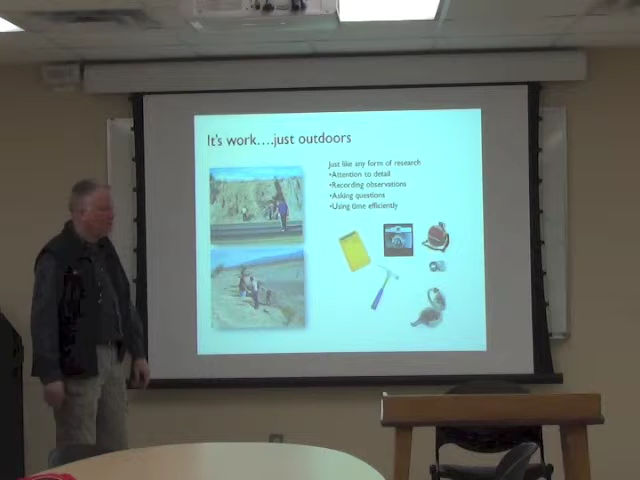 It's work....just outdoors
Just like any form of research
•Attention to detail
•Recording observations
•Asking questions
•Using time efficiently